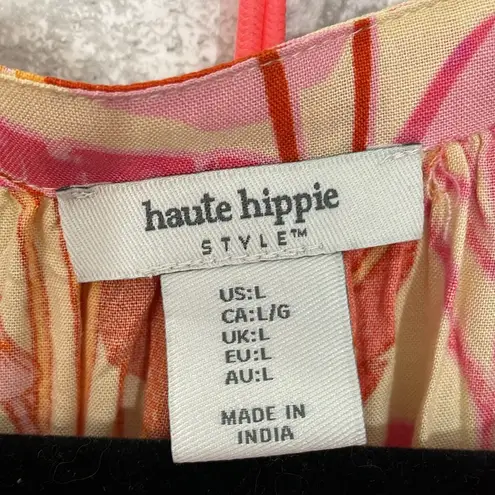 haute hippie
STYLE™
US:L
CA:L/G
UK:L
EU:L
AU:L
MADE IN
INDIA